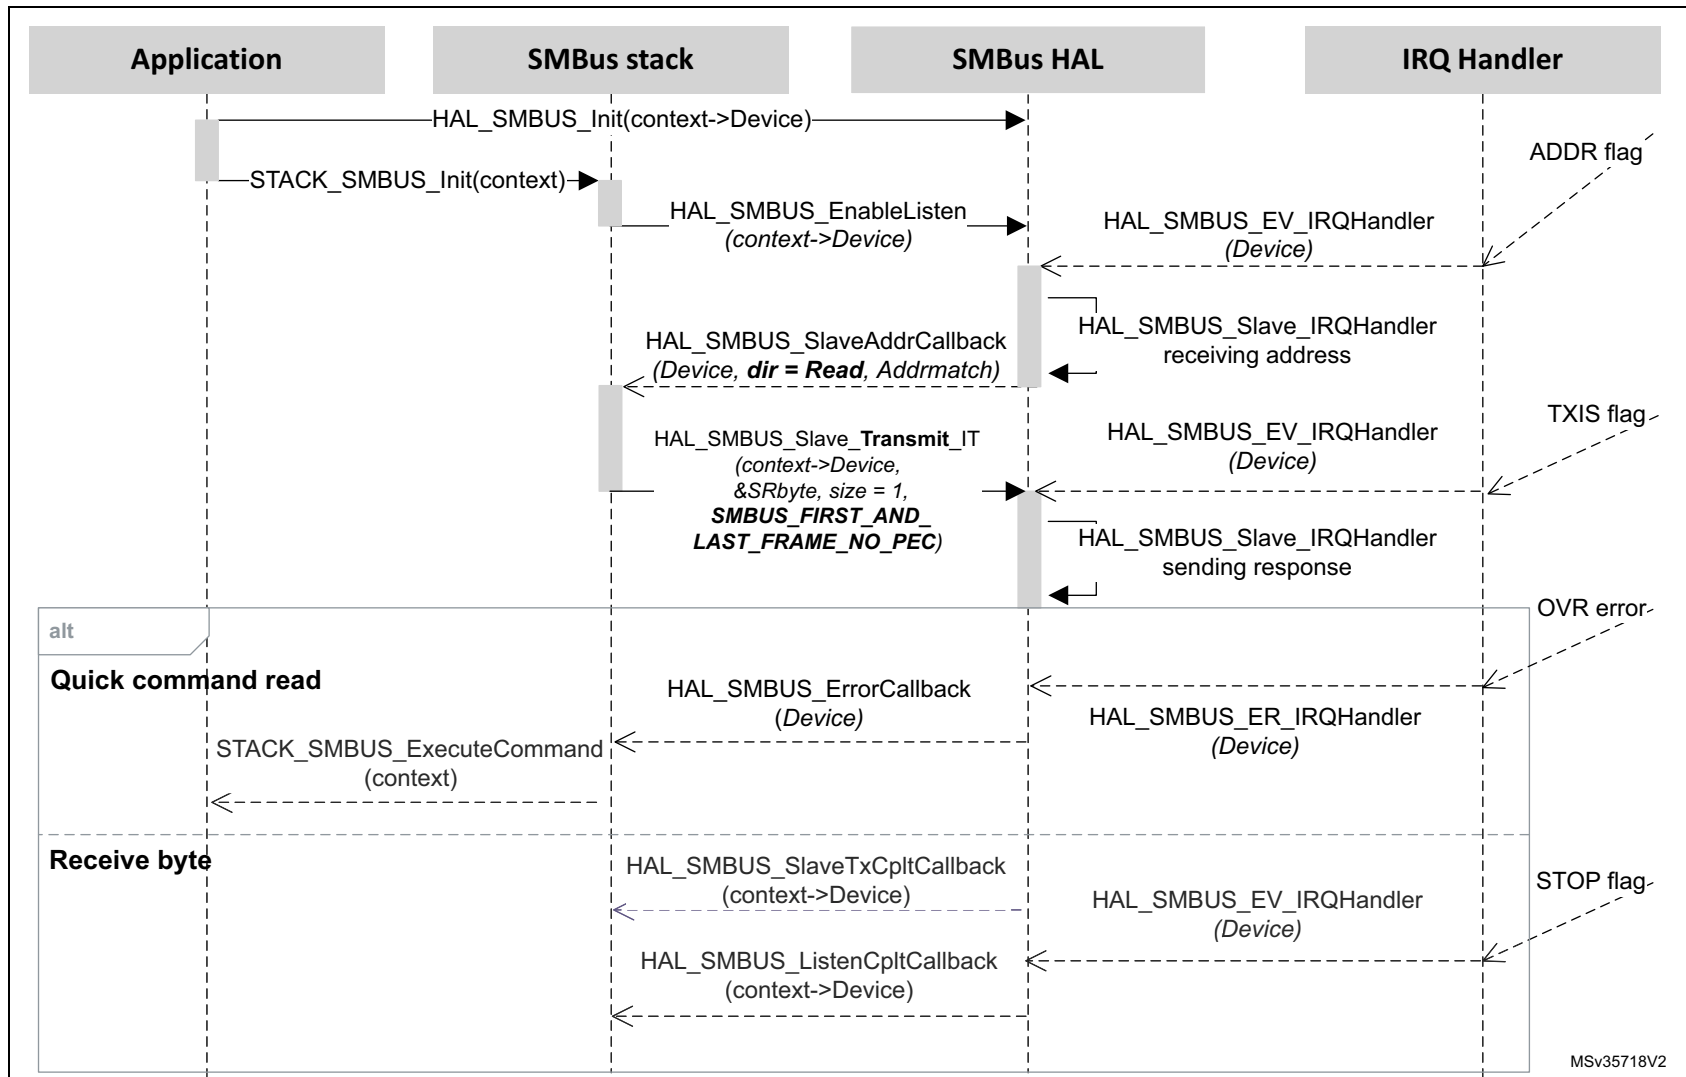 Application
SMBus stack
SMBus HAL
IRQ Handler
HAL_SMBUS_Init(context->Device)
ADDR flag
STACK_SMBUS_Init(context)
HAL_SMBUS_EnableListen
(context->Device)
HAL_SMBUS_EV_IRQHandler
(Device)
HAL_SMBUS_Slave_IRQHandler
receiving address
HAL_SMBUS_SlaveAddrCallback
(Device, dir = Read, Addrmatch)
TXIS flag
HAL_SMBUS_EV_IRQHandler
(Device)
HAL_SMBUS_Slave_Transmit_IT
(context->Device,
&SRbyte, size = 1,
SMBUS_FIRST_AND_
LAST_FRAME_NO_PEC)
HAL_SMBUS_Slave_IRQHandler
sending response
OVR error
alt
Quick command read
HAL_SMBUS_ErrorCallback
(Device)
HAL_SMBUS_ER_IRQHandler
(Device)
STACK_SMBUS_ExecuteCommand
(context)
Receive byte
HAL_SMBUS_SlaveTxCpltCallback
(context->Device)
STOP flag
HAL_SMBUS_EV_IRQHandler
(Device)
HAL_SMBUS_ListenCpltCallback
(context->Device)
MSv35718V2